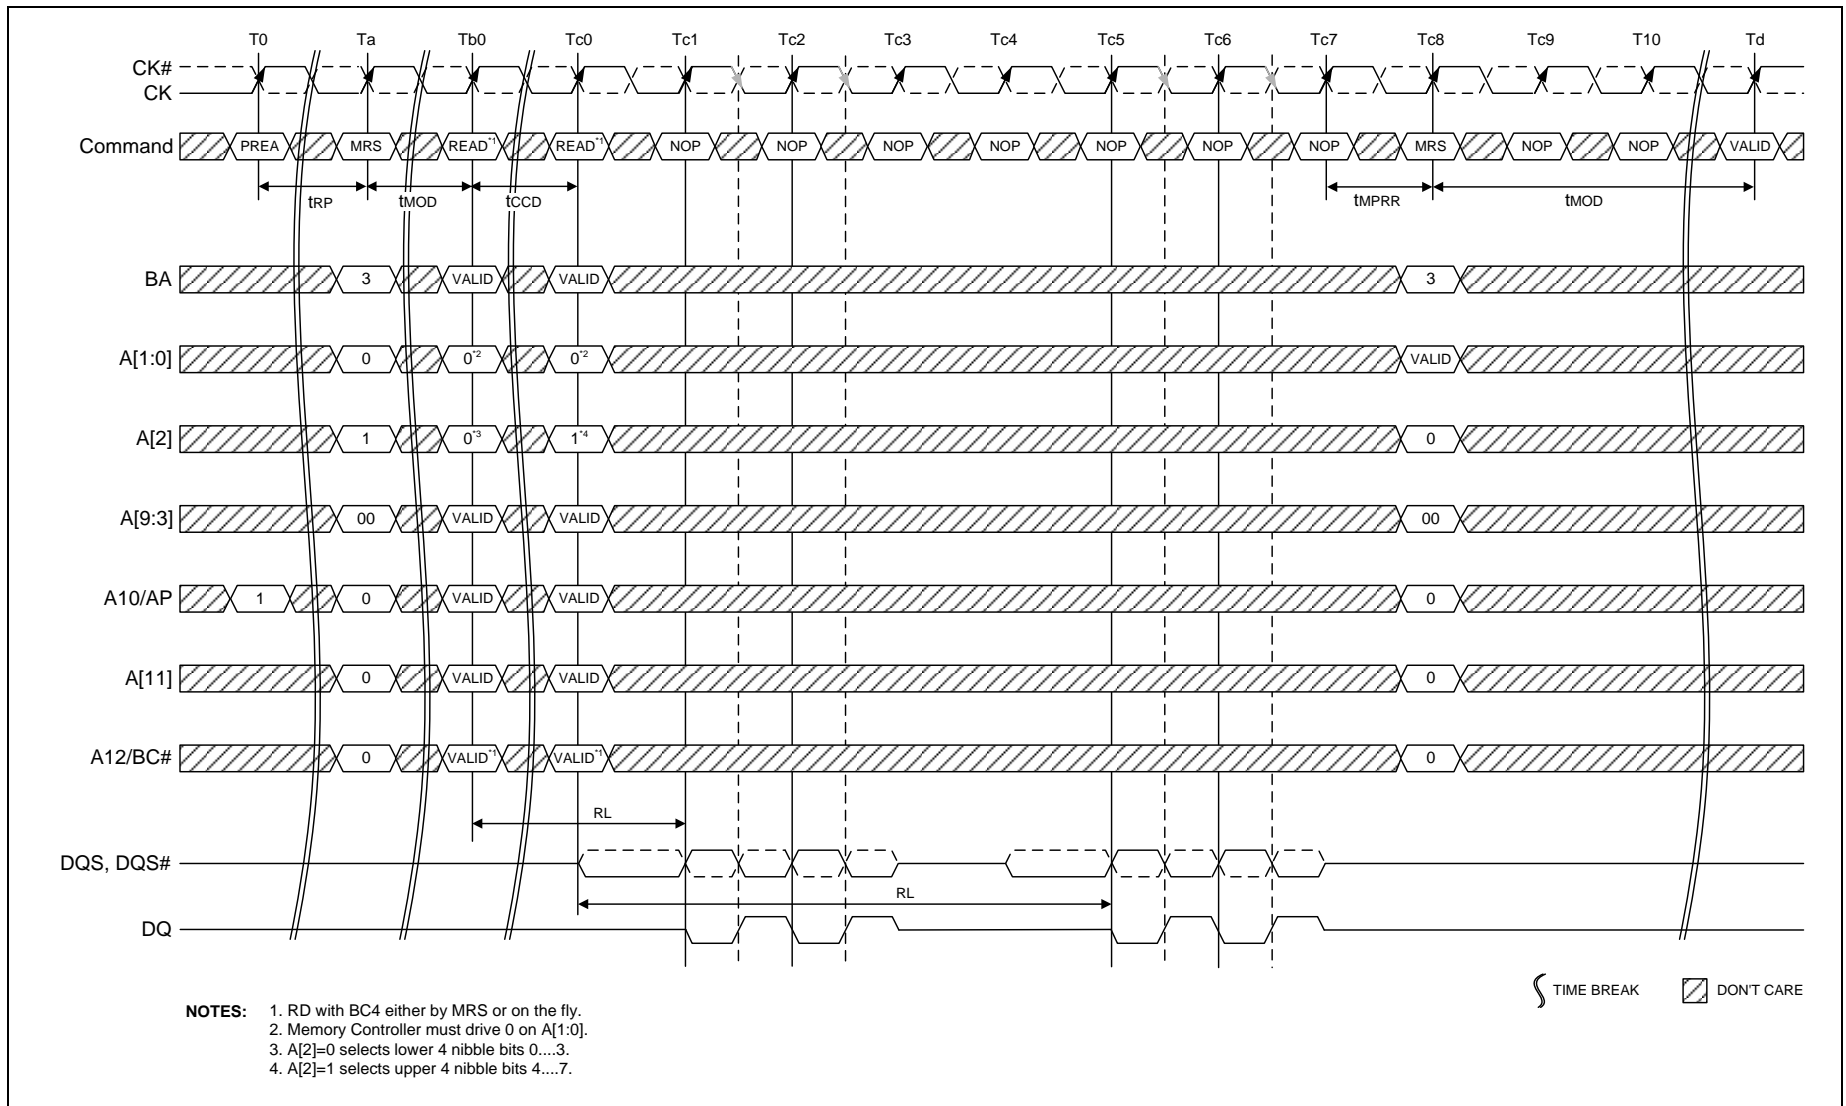 T0 Ta Tb0 Tc0 Tc1 Tc2 Tc3 Tc4 Tc5 Tc6 Tc7 Tc8 Tc9 T10 Td
CK#
CK
Command PREA MRS READ*1 READ*1 NOP NOP NOP NOP NOP NOP NOP MRS NOP NOP VALID
tRP tMOD tCCD tMPRR tMOD
BA 3 VALID VALID 3
A[1:0] 0 0*2 0*2 VALID
A[2] 1 0*3 1*4 0
A[9:3] 00 VALID VALID 00
A10/AP 1 0 VALID VALID 0
A[11] 0 VALID VALID 0
A12/BC# 0 VALID*1 VALID*1 0
RL
DQS, DQS#
RL
DQ
TIME BREAK DON'T CARE
NOTES: 1. RD with BC4 either by MRS or on the fly.
2. Memory Controller must drive 0 on A[1:0].
3. A[2]=0 selects lower 4 nibble bits 0....3.
4. A[2]=1 selects upper 4 nibble bits 4....7.